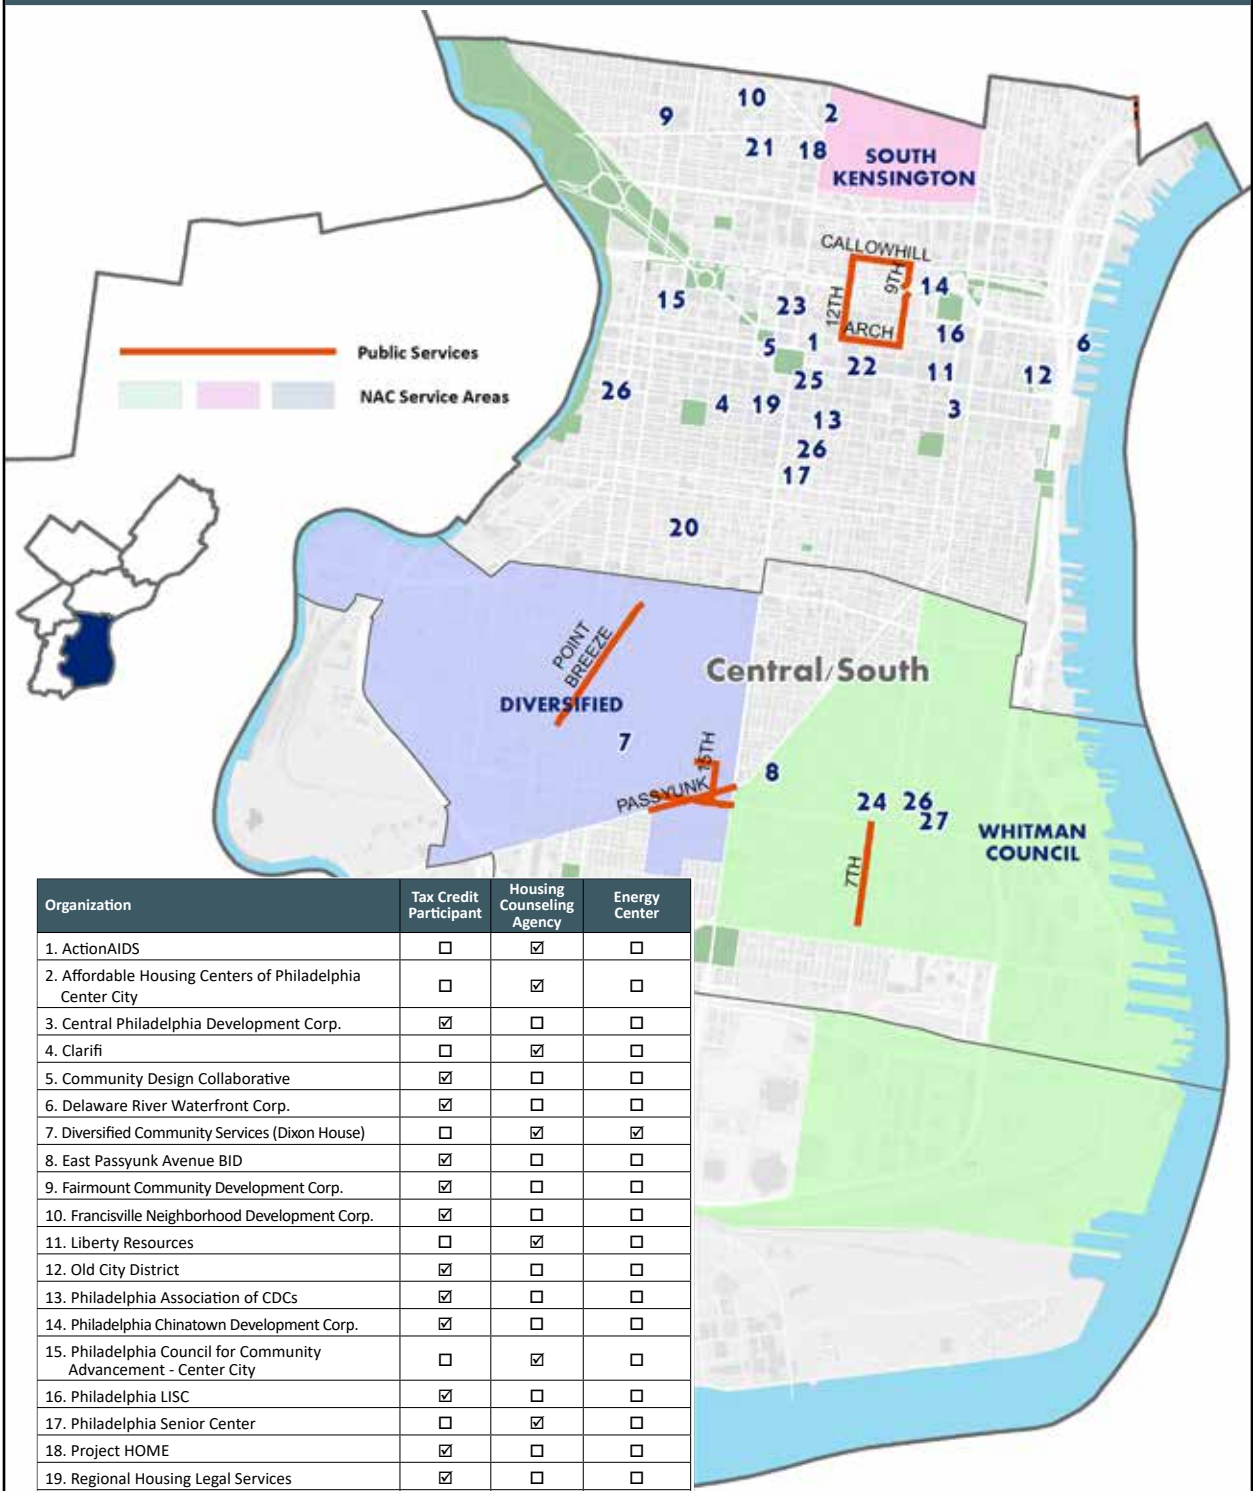 10
2
9
21
18
SOUTH
KENSINGTON
CALLOWHILL
9TH
14
12TH
15
23
ARCH
16
1
5
6
22
11
12
25
26
4
19
3
13
26
17
20
Public Services
NAC Service Areas
POINT
BREEZE
Central/South
DIVERSIFIED
7
15TH
8
PASSYUNK
24
26
27
WHITMAN
COUNCIL
7TH
Organization Tax Credit Participant Housing Counseling Agency Energy Center
1. ActionAIDS ☐ ☑ ☐
2. Affordable Housing Centers of Philadelphia
Center City ☐ ☑ ☐
3. Central Philadelphia Development Corp. ☑ ☐ ☐
4. Clarifi ☐ ☑ ☐
5. Community Design Collaborative ☑ ☐ ☐
6. Delaware River Waterfront Corp. ☑ ☐ ☐
7. Diversified Community Services (Dixon House) ☐ ☑ ☑
8. East Passyunk Avenue BID ☑ ☐ ☐
9. Fairmount Community Development Corp. ☑ ☐ ☐
10. Francisville Neighborhood Development Corp. ☑ ☐ ☐
11. Liberty Resources ☐ ☑ ☐
12. Old City District ☑ ☐ ☐
13. Philadelphia Association of CDCs ☑ ☐ ☐
14. Philadelphia Chinatown Development Corp. ☑ ☐ ☐
15. Philadelphia Council for Community
Advancement - Center City ☐ ☑ ☐
16. Philadelphia LISC ☑ ☐ ☐
17. Philadelphia Senior Center ☐ ☑ ☐
18. Project HOME ☑ ☐ ☐
19. Regional Housing Legal Services ☑ ☐ ☐